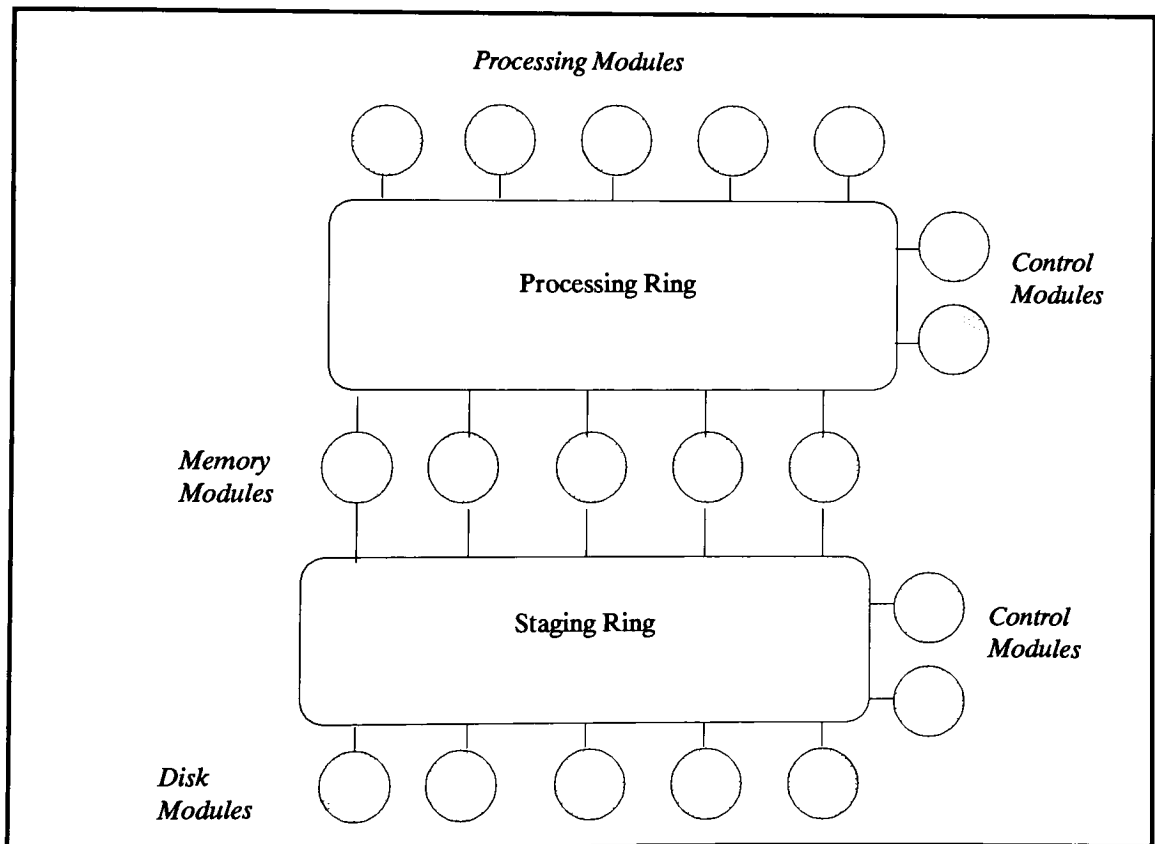 Processing Modules
Processing Ring
Control
Modules
Memory
Modules
Staging Ring
Control
Modules
Disk
Modules